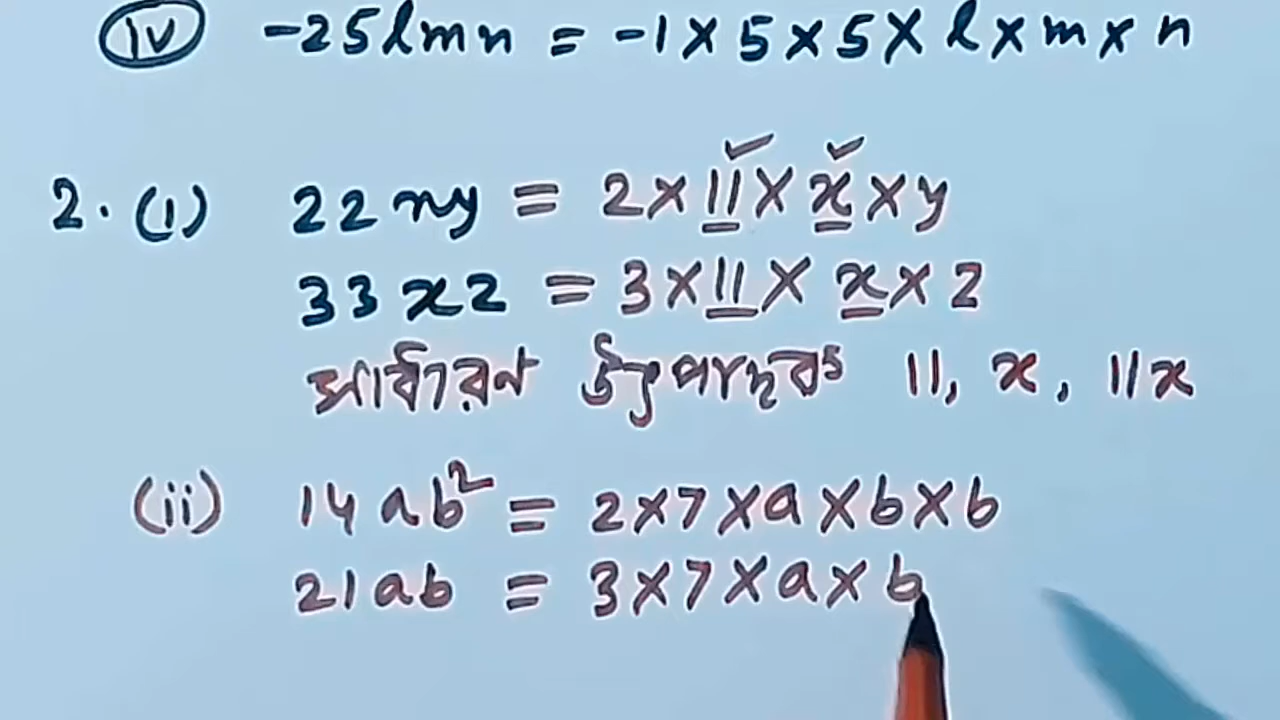 (iv) -25lmn = -1 × 5 × 5 × l × m × n
2. (i) 22xy = 2 × 11 × x × y
33xz = 3 × 11 × x × z
সাধারণ উৎপাদক 11, x, 11x
(ii) 14ab² = 2 × 7 × a × b × b
21ab = 3 × 7 × a × b